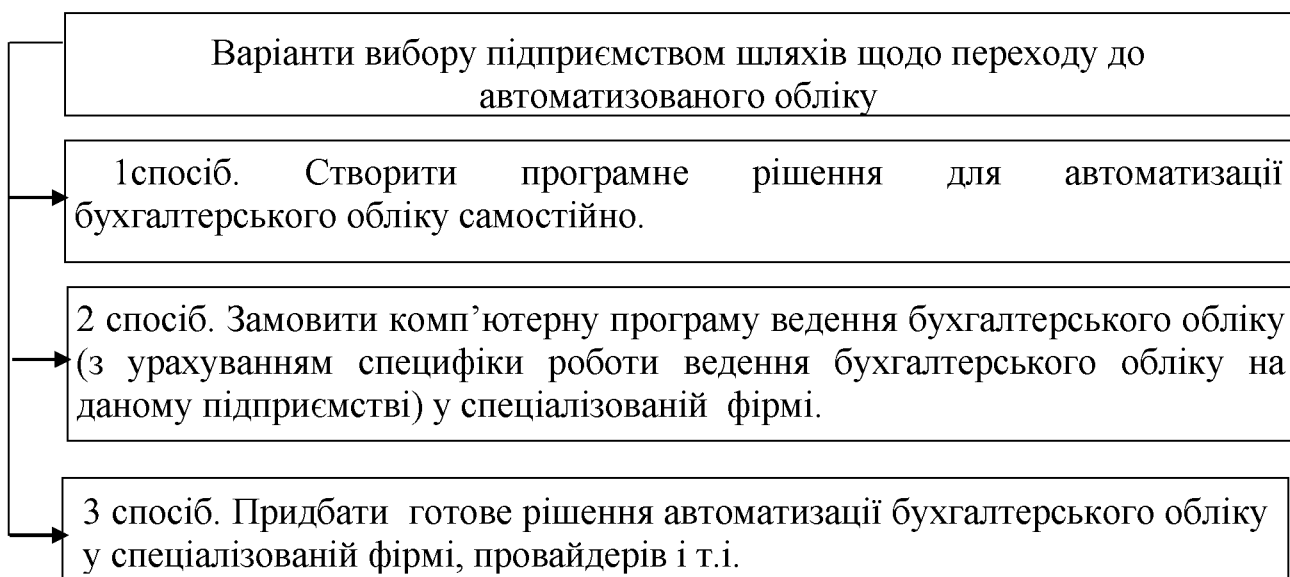 Варіанти вибору підприємством шляхів щодо переходу до
автоматизованого обліку
1спосіб. Створити програмне рішення для автоматизації
бухгалтерського обліку самостійно.
2 спосіб. Замовити комп’ютерну програму ведення бухгалтерського обліку
(з урахуванням специфіки роботи ведення бухгалтерського обліку на
даному підприємстві) у спеціалізованій фірмі.
3 спосіб. Придбати готове рішення автоматизації бухгалтерського обліку
у спеціалізованій фірмі, провайдерів і т.і.